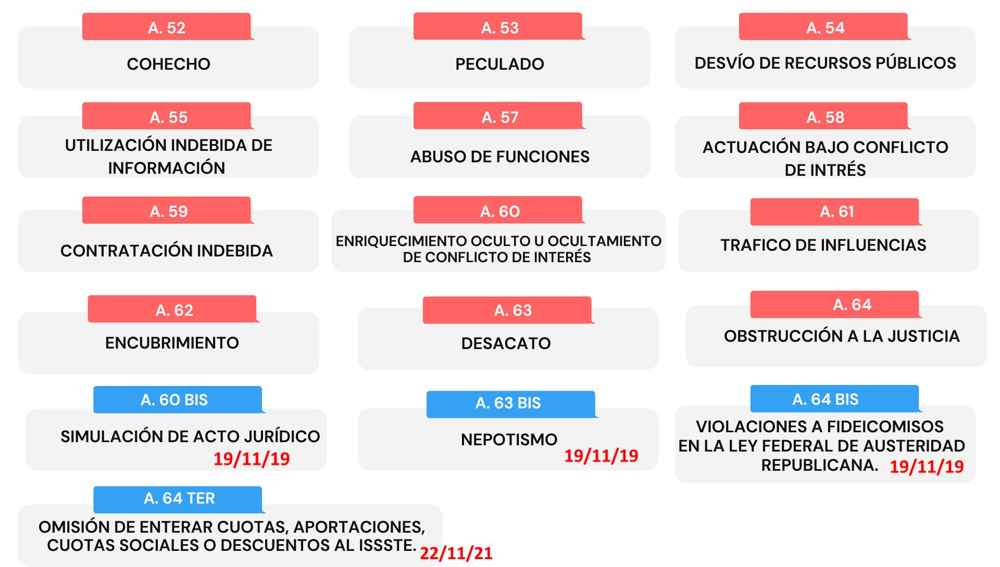 A. 52
COHECHO
A. 53
PECULADO
A. 54
DESVÍO DE RECURSOS PÚBLICOS
A. 55
UTILIZACIÓN INDEBIDA DE
INFORMACIÓN
A. 57
ABUSO DE FUNCIONES
A. 58
ACTUACIÓN BAJO CONFLICTO
DE INTRÉS
A. 59
CONTRATACIÓN INDEBIDA
A. 60
ENRIQUECIMIENTO OCULTO U OCULTAMIENTO
DE CONFLICTO DE INTERÉS
A. 61
TRAFICO DE INFLUENCIAS
A. 62
ENCUBRIMIENTO
A. 63
DESACATO
A. 64
OBSTRUCCIÓN A LA JUSTICIA
A. 60 BIS
SIMULACIÓN DE ACTO JURÍDICO
19/11/19
A. 63 BIS
NEPOTISMO
19/11/19
A. 64 BIS
VIOLACIONES A FIDEICOMISOS
EN LA LEY FEDERAL DE AUSTERIDAD
REPUBLICANA. 19/11/19
A. 64 TER
OMISIÓN DE ENTERAR CUOTAS, APORTACIONES,
CUOTAS SOCIALES O DESCUENTOS AL ISSSTE.
22/11/21